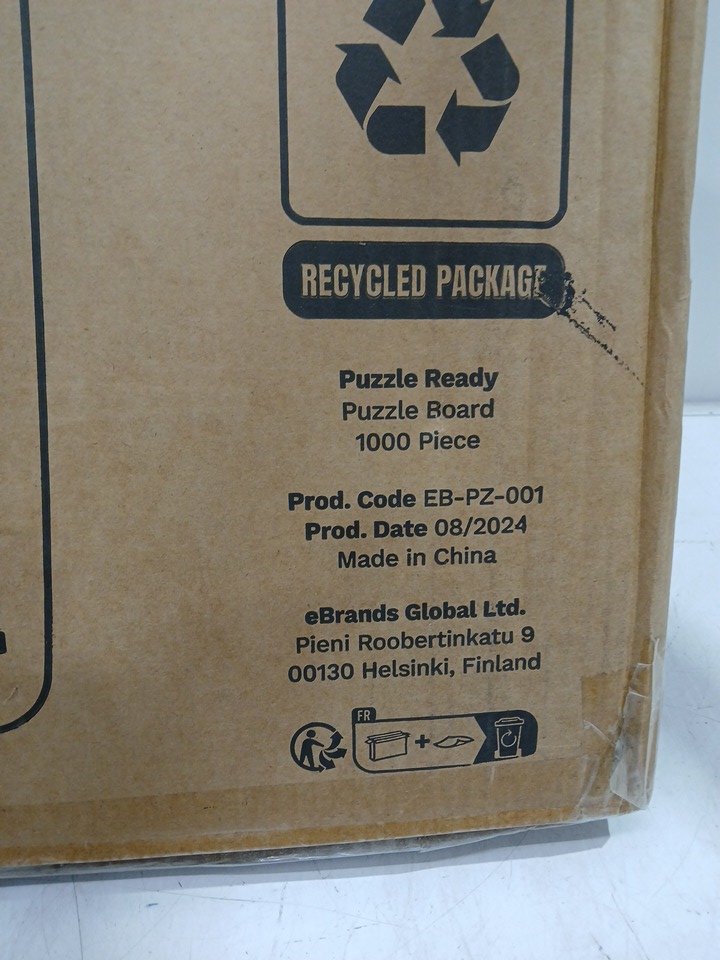 RECYCLED PACKAGE
Puzzle Ready
Puzzle Board
1000 Piece
Prod. Code EB-PZ-001
Prod. Date 08/2024
Made in China
eBrands Global Ltd.
Pieni Roobertinkatu 9
00130 Helsinki, Finland
FR